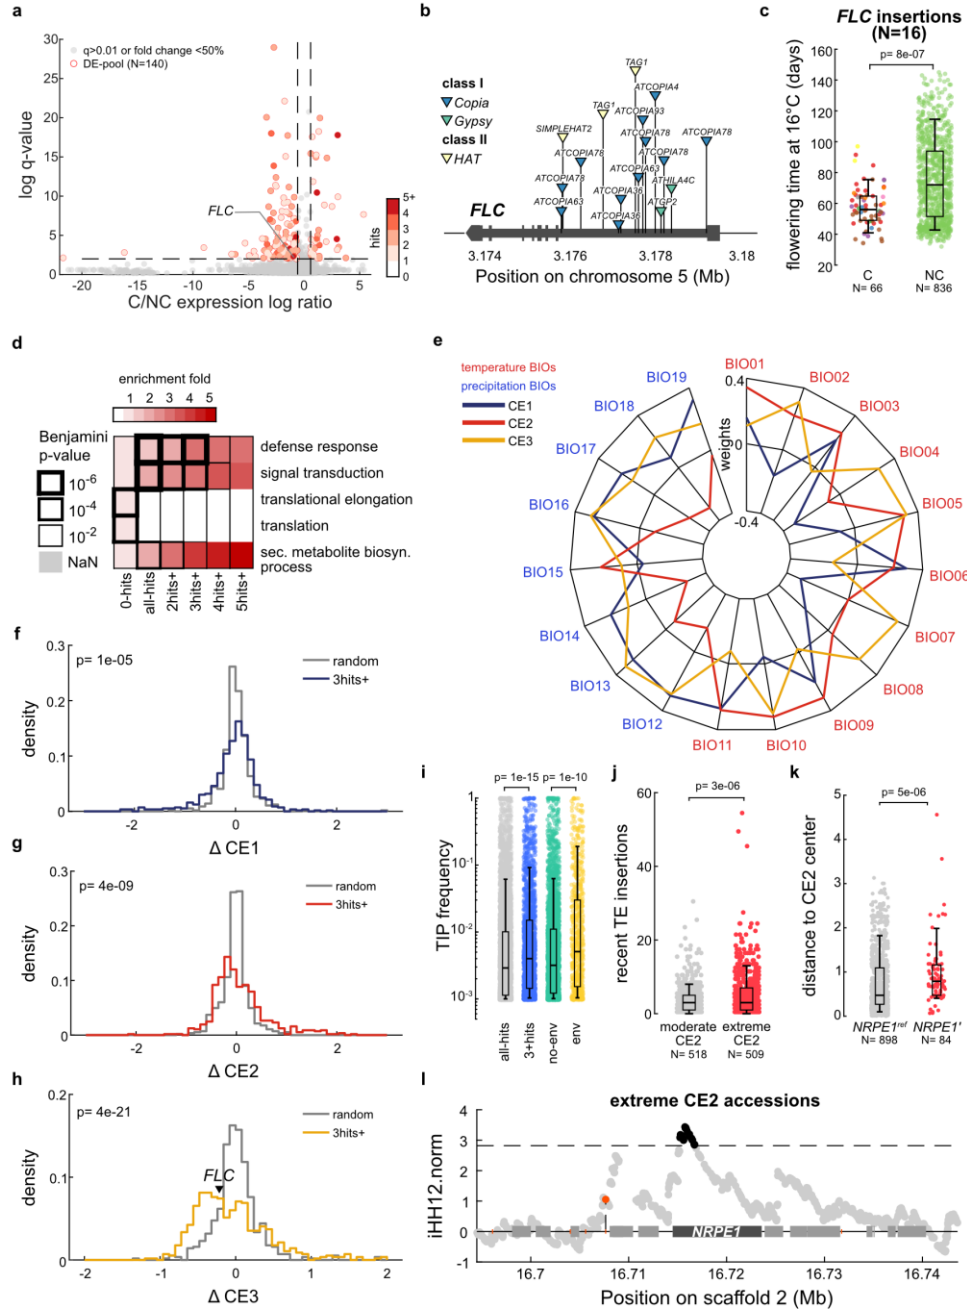 a
q>0.01 or fold change <50%
DE-pool (N=140)
30
25
20
15
10
5
0
log q-value
FLC
-20
-15
-10
-5
0
5
C/NC expression log ratio
5+
4
3
2
1
0
hits
b
class I
Copia
Gypsy
class II
HAT
TAG1
ATCOPIA4
TAG1
ATCOPIA93
SIMPLEHAT2
ATCOPIA78
ATCOPIA78
ATCOPIA78
ATCOPIA78
ATCOPIA63
ATCOPIA78
ATHILA4C
ATCOPIA36
ATCOPIA63
ATGP2
ATCOPIA36
FLC
3.174
3.176
3.178
3.18
Position on chromosome 5 (Mb)
c
FLC insertions
(N=16)
p= 8e-07
160
140
120
100
80
60
40
20
flowering time at 16°C (days)
C
NC
N= 66
N= 836
d
enrichment fold
1 2 3 4 5
Benjamini
p-value
10-6
10-4
10-2
NaN
defense response
signal transduction
translational elongation
translation
sec. metabolite biosyn.
process
0-hits
all-hits
2hits+
3hits+
4hits+
5hits+
e
temperature BIOs
precipitation BIOs
CE1
CE2
CE3
0.4
0
-0.4
weights
BIO01
BIO02
BIO03
BIO04
BIO05
BIO06
BIO07
BIO08
BIO09
BIO10
BIO11
BIO12
BIO13
BIO14
BIO15
BIO16
BIO17
BIO18
BIO19
f
p= 1e-05
random
3hits+
0.3
0.2
0.1
0
density
-2
0
2
Δ CE1
g
p= 4e-09
random
3hits+
0.3
0.2
0.1
0
density
-2
0
2
Δ CE2
h
p= 4e-21
random
3hits+
FLC
0.2
0.1
0
density
-2
-1
0
1
2
Δ CE3
i
p= 1e-15
p= 1e-10
1
10-1
10-2
10-3
TIP frequency
all-hits
3+hits
no-env
env
j
p= 3e-06
60
40
20
0
recent TE insertions
moderate
CE2
N= 518
extreme
CE2
N= 509
k
p= 5e-06
5
4
3
2
1
0
distance to CE2 center
NRPE1ref
NRPE1'
N= 898
N= 84
l
extreme CE2 accessions
4
3
2
1
0
-1
iHH12.norm
NRPE1
16.7
16.71
16.72
16.73
16.74
Position on scaffold 2 (Mb)